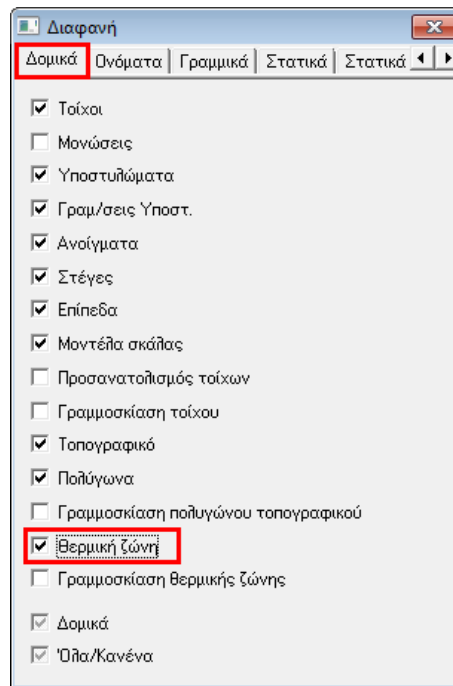 Διαφανή
Δομικά Ονόματα Γραμμικά Στατικά Στατικά
Τοίχοι
Μονώσεις
Υποστυλώματα
Γραμ/σεις Υποστ.
Ανοίγματα
Στέγες
Επίπεδα
Μοντέλα σκάλας
Προσανατολισμός τοίχων
Γραμμοσκίαση τοίχου
Τοπογραφικό
Πολύγωνα
Γραμμοσκίαση πολυγώνου τοπογραφικού
Θερμική ζώνη
Γραμμοσκίαση θερμικής ζώνης
Δομικά
Όλα/Κανένα